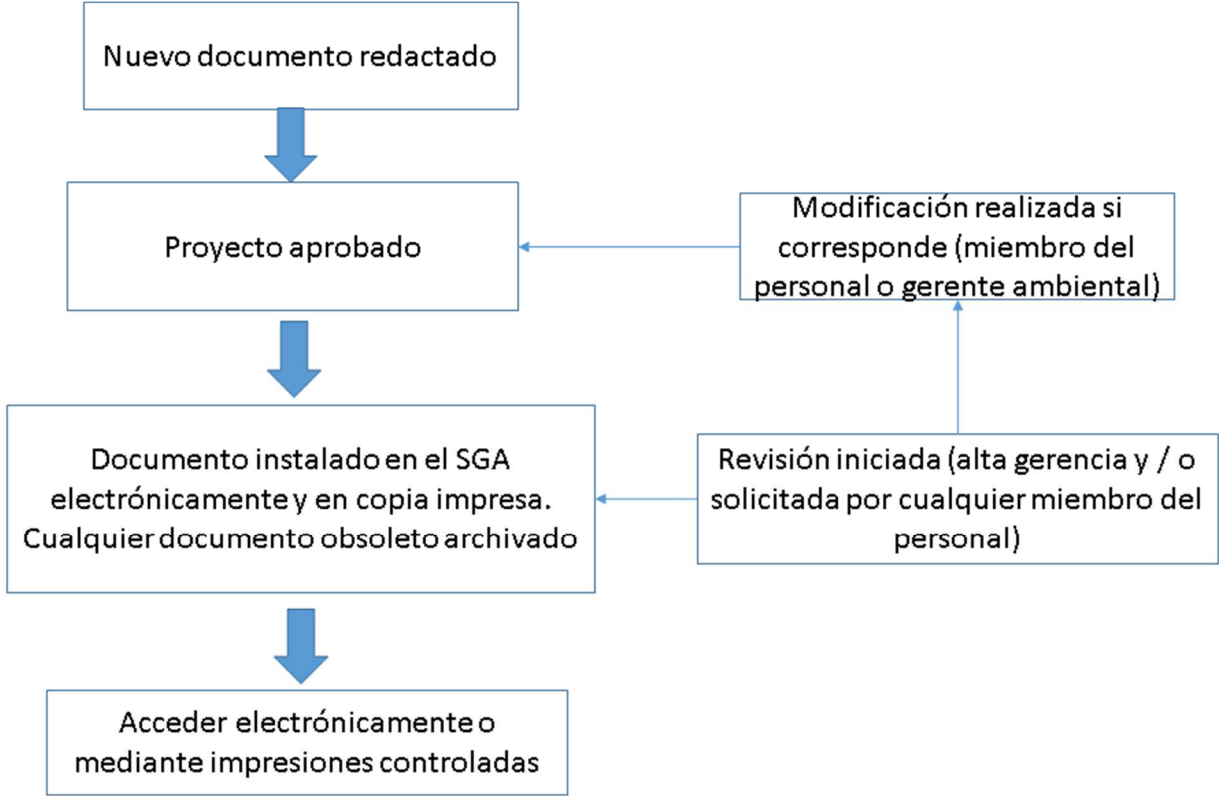 Nuevo documento redactado
Proyecto aprobado
Modificación realizada si
corresponde (miembro del
personal o gerente ambiental)
Documento instalado en el SGA
electrónicamente y en copia impresa.
Cualquier documento obsoleto archivado
Revisión iniciada (alta gerencia y / o
solicitada por cualquier miembro del
personal)
Acceder electrónicamente o
mediante impresiones controladas